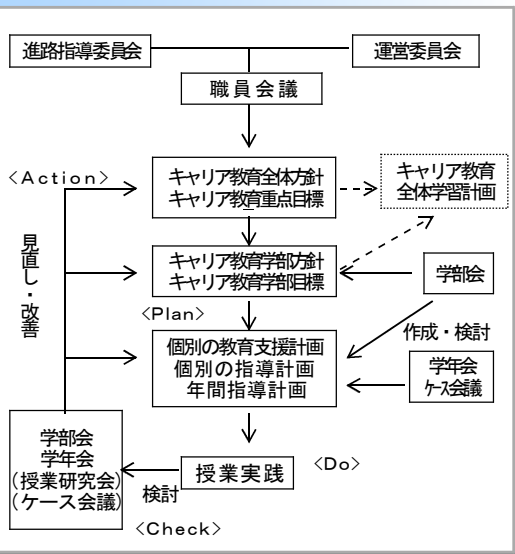 進路指導委員会
運営委員会
職員会議
<Action>
キャリア教育全体方針
キャリア教育重点目標
キャリア教育
全体学習計画
見直し・改善
キャリア教育学部方針
キャリア教育学部目標
学部会
<Plan>
作成・検討
個別の教育支援計画
個別の指導計画
年間指導計画
学年会
ケース会議
学部会
学年会
(授業研究会)
(ケース会議)
検討
授業実践
<Do>
<Check>